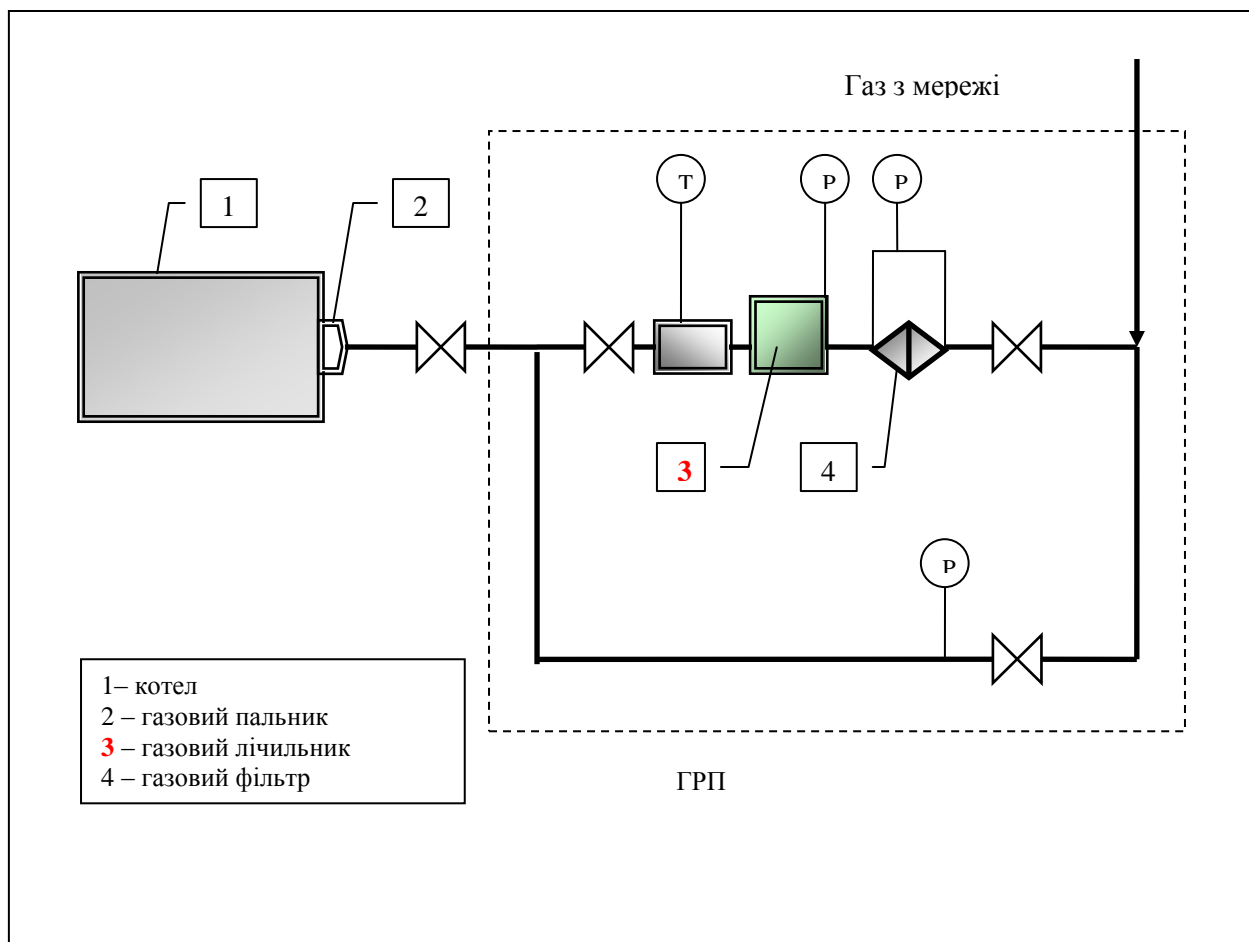 Газ з мережі
Т
Р
Р
1
2
3
4
Р
1– котел
2 – газовий пальник
3 – газовий лічильник
4 – газовий фільтр
ГРП